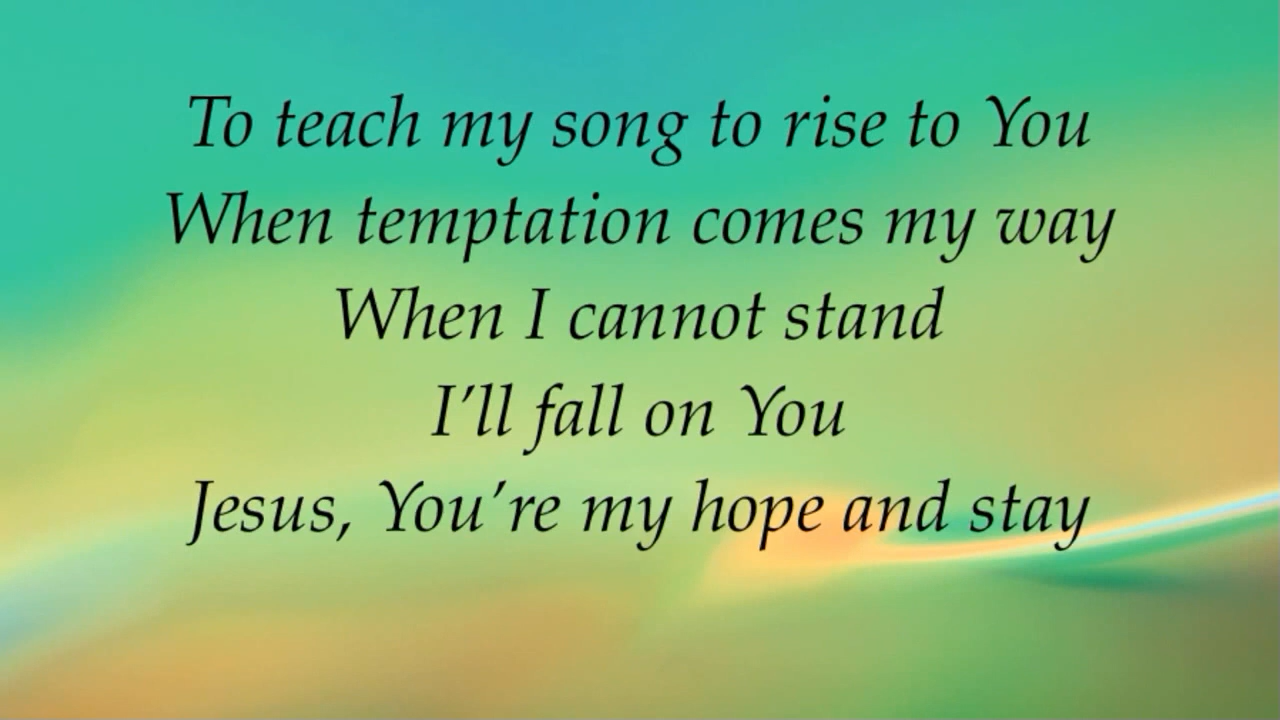 To teach my song to rise to You
When temptation comes my way
When I cannot stand
I’ll fall on You
Jesus, You’re my hope and stay